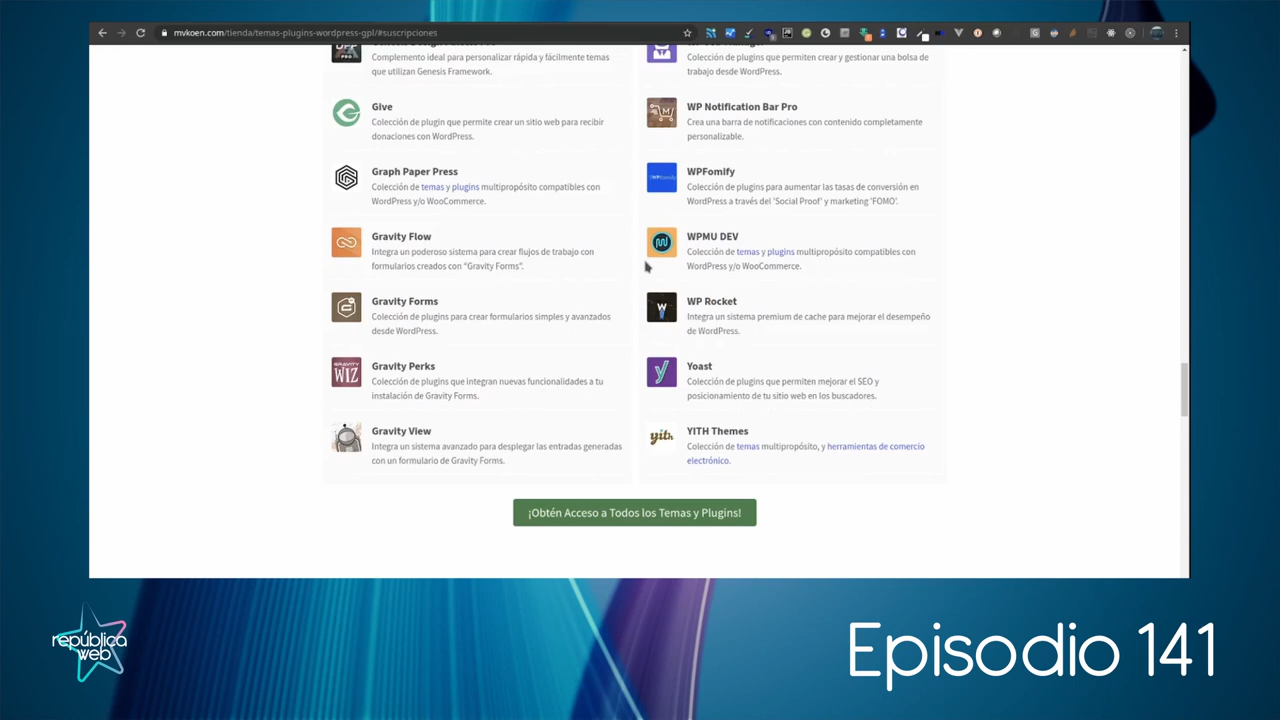 mvkoen.com/tienda/temas-plugins-wordpress-gpl/#suscripciones
Complemento ideal para personalizar rápida y fácilmente temas
que utilizan Genesis Framework.
Give
Colección de plugin que permite crear un sitio web para recibir
donaciones con WordPress.
Graph Paper Press
Colección de temas y plugins multipropósito compatibles con
WordPress y/o WooCommerce.
Gravity Flow
Integra un poderoso sistema para crear flujos de trabajo con
formularios creados con “Gravity Forms”.
Gravity Forms
Colección de plugins para crear formularios simples y avanzados
desde WordPress.
GRAVITY
WIZ
Gravity Perks
Colección de plugins que integran nuevas funcionalidades a tu
instalación de Gravity Forms.
Gravity View
Integra un sistema avanzado para desplegar las entradas generadas
con un formulario de Gravity Forms.
Colección de plugins que permiten crear y gestionar una bolsa de
trabajo desde WordPress.
WP Notification Bar Pro
Crea una barra de notificaciones con contenido completamente
personalizable.
WPFomify
Colección de plugins para aumentar las tasas de conversión en
WordPress a través del 'Social Proof' y marketing 'FOMO'.
WPMU DEV
Colección de temas y plugins multipropósito compatibles con
WordPress y/o WooCommerce.
WP Rocket
Integra un sistema premium de cache para mejorar el desempeño
de WordPress.
Yoast
Colección de plugins que permiten mejorar el SEO y
posicionamiento de tu sitio web en los buscadores.
yith
YITH Themes
Colección de temas multipropósito, y herramientas de comercio
electrónico.
¡Obtén Acceso a Todos los Temas y Plugins!
república
web
Episodio 141